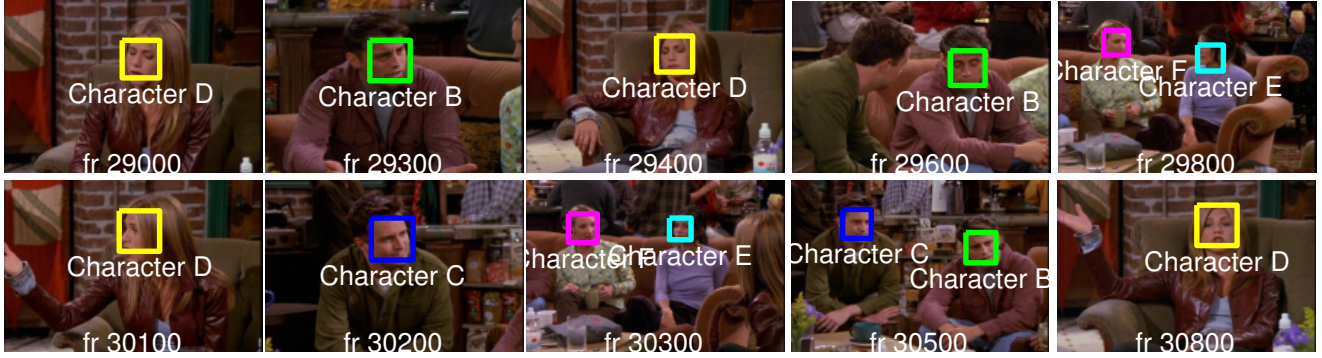 Character D
fr 29000
Character B
fr 29300
Character D
fr 29400
Character B
fr 29600
Character F
Character E
fr 29800
Character D
fr 30100
Character C
fr 30200
Character F
Character E
fr 30300
Character C
Character B
fr 30500
Character D
fr 30800